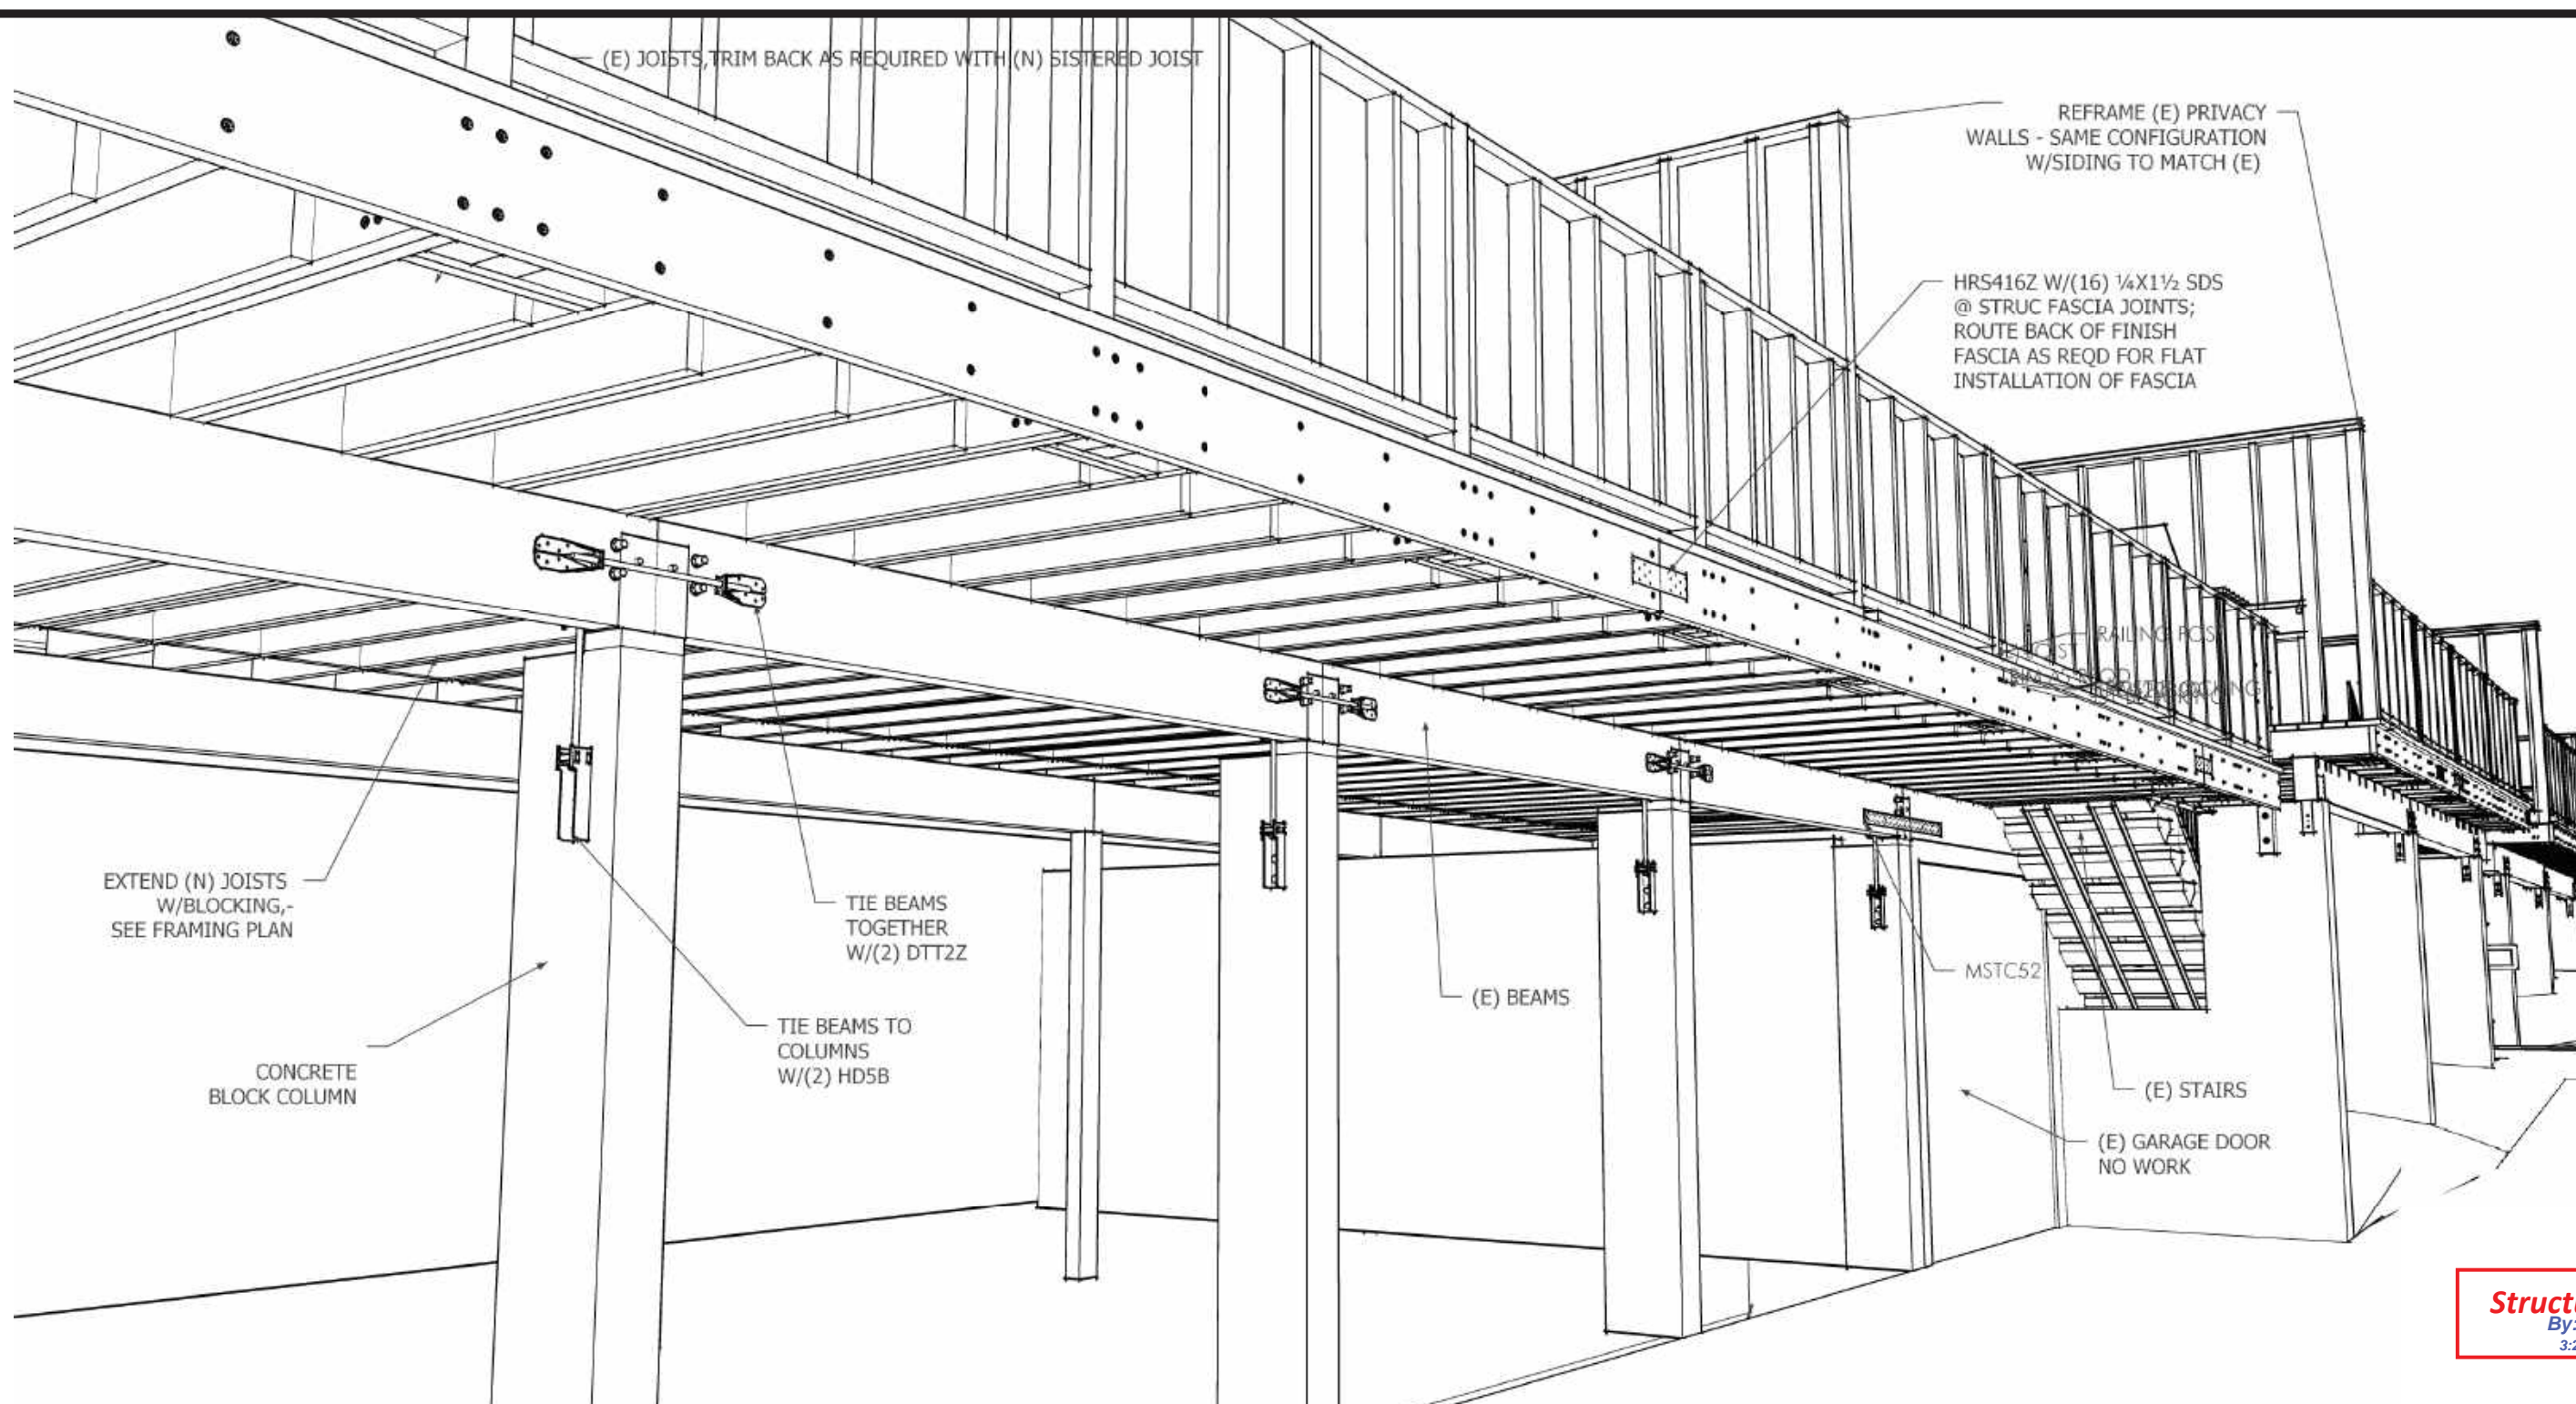 (E) JOISTS, TRIM BACK AS REQUIRED WITH (N) SISTERED JOIST
REFRAME (E) PRIVACY
WALLS - SAME CONFIGURATION
W/SIDING TO MATCH (E)
HRS416Z W/(16) ¼X1½ SDS
@ STRUC FASCIA JOINTS;
ROUTE BACK OF FINISH
FASCIA AS REQD FOR FLAT
INSTALLATION OF FASCIA
RAILING
EXTEND (N) JOISTS
W/BLOCKING,-
SEE FRAMING PLAN
TIE BEAMS
TOGETHER
W/(2) DTT2Z
(E) BEAMS
MSTC52
TIE BEAMS TO
COLUMNS
W/(2) HD5B
CONCRETE
BLOCK COLUMN
(E) STAIRS
(E) GARAGE DOOR
NO WORK
By: